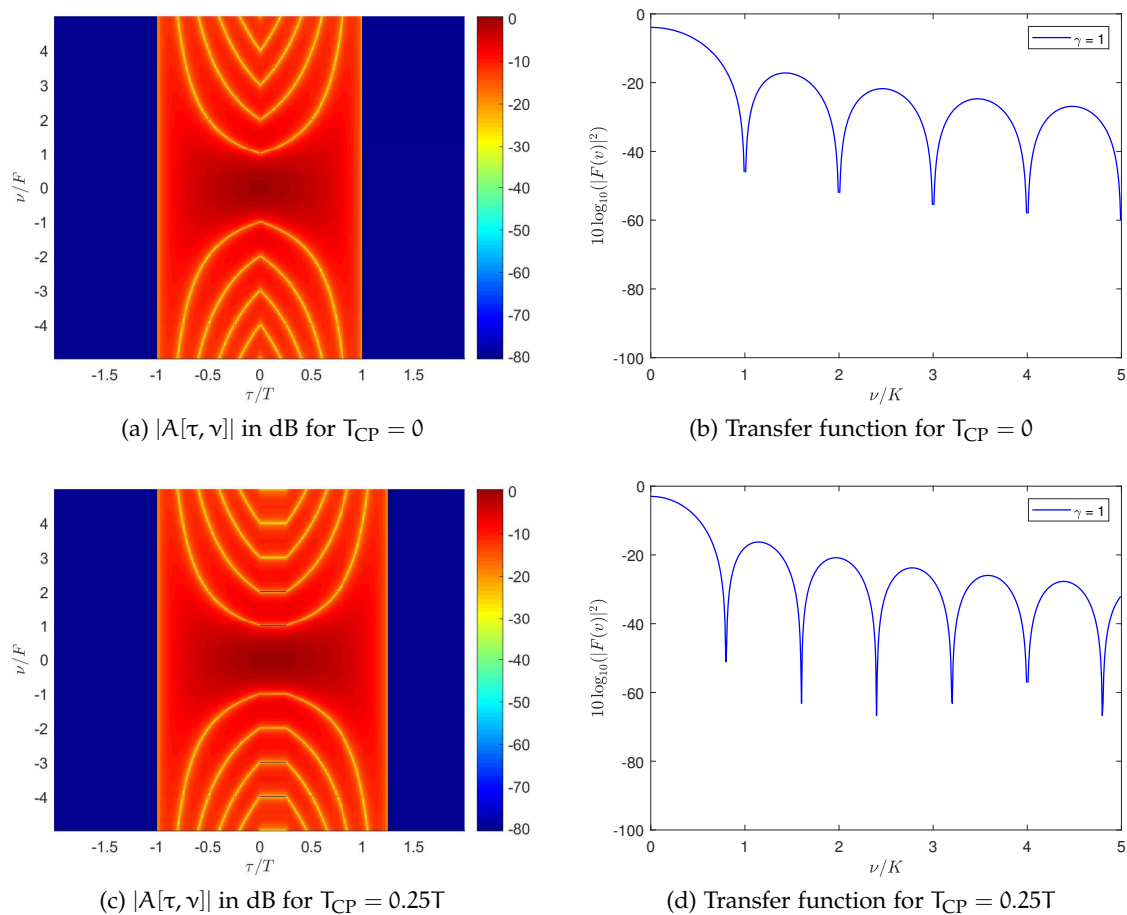 4
3
2
1
0
-1
-2
-3
-4
ν/F
-1.5 -1 -0.5 0 0.5 1 1.5
τ/T
0
-10
-20
-30
-40
-50
-60
-70
-80
(a) |A[τ, ν]| in dB for T_CP = 0
0
-20
-40
-60
-80
-100
10 log₁₀(|F(v)|²)
γ = 1
0 1 2 3 4 5
ν/K
(b) Transfer function for T_CP = 0
4
3
2
1
0
-1
-2
-3
-4
ν/F
-1.5 -1 -0.5 0 0.5 1 1.5
τ/T
0
-10
-20
-30
-40
-50
-60
-70
-80
(c) |A[τ, ν]| in dB for T_CP = 0.25T
0
-20
-40
-60
-80
-100
10 log₁₀(|F(v)|²)
γ = 1
0 1 2 3 4 5
ν/K
(d) Transfer function for T_CP = 0.25T